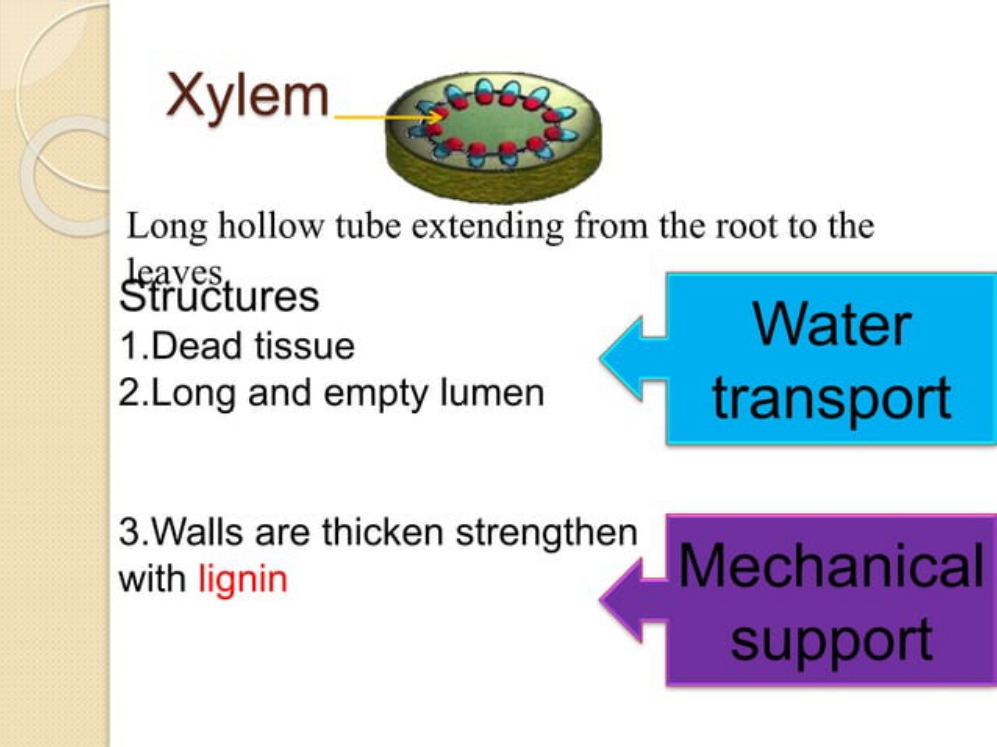 Xylem
Long hollow tube extending from the root to the
leaves
Structures
1.Dead tissue
2.Long and empty lumen
Water
transport
3.Walls are thicken strengthen
with lignin
Mechanical
support